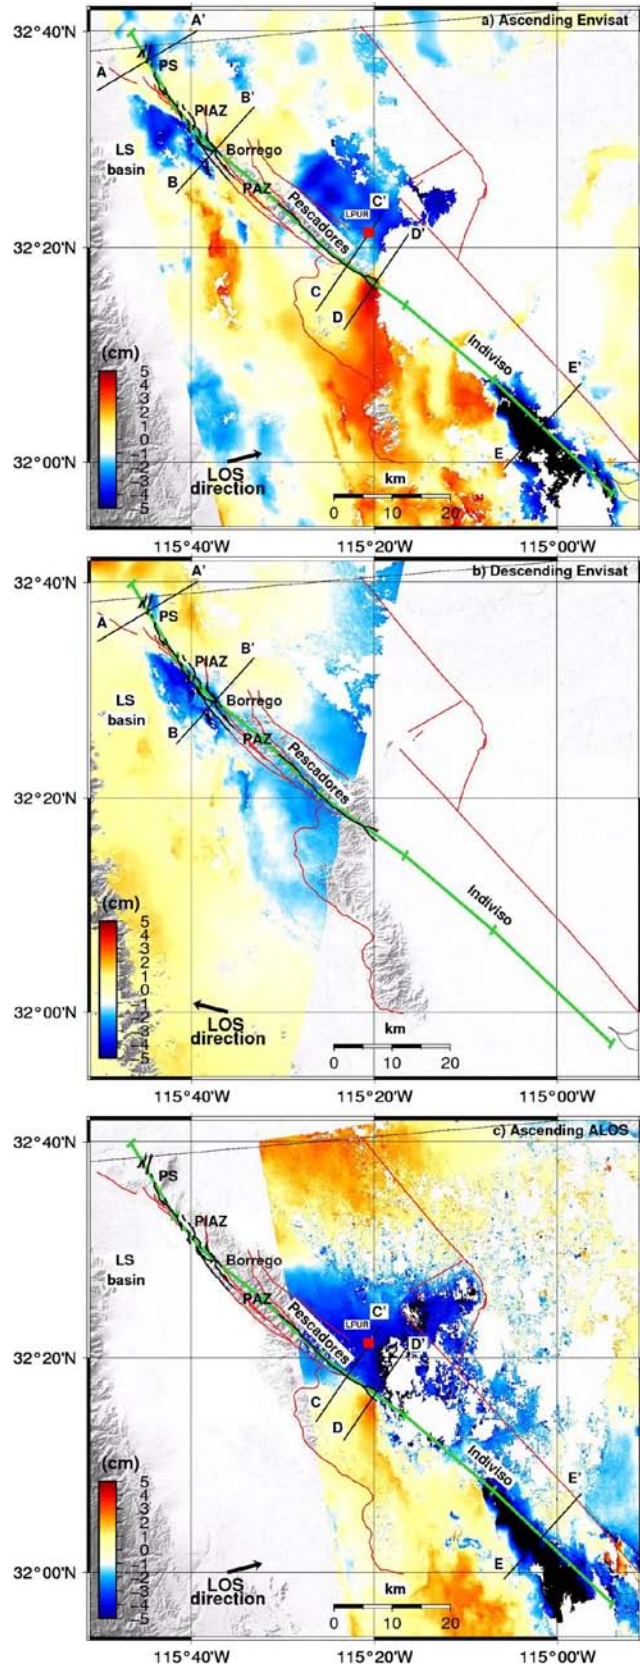 a) Ascending Envisat
32°40'N
A'
A
PS
PIAZ
B'
LS
basin
Borrego
B
PAZ
Pescadores
C'
LPUR
D'
32°20'N
C
D
Indiviso
(cm)
5
4
3
2
1
0
-1
-2
-3
-4
-5
E'
E
32°00'N
LOS
direction
km
0 10 20
115°40'W 115°20'W 115°00'W
b) Descending Envisat
32°40'N
A'
A
PS
PIAZ
B'
LS
basin
Borrego
B
PAZ
Pescadores
32°20'N
Indiviso
(cm)
5
4
3
2
1
0
-1
-2
-3
-4
-5
32°00'N
LOS
direction
km
0 10 20
115°40'W 115°20'W 115°00'W
c) Ascending ALOS
32°40'N
PS
PIAZ
LS
basin
Borrego
PAZ
Pescadores
C'
LPUR
D'
32°20'N
C
D
Indiviso
(cm)
5
4
3
2
1
0
-1
-2
-3
-4
-5
E'
E
32°00'N
LOS
direction
km
0 10 20
115°40'W 115°20'W 115°00'W